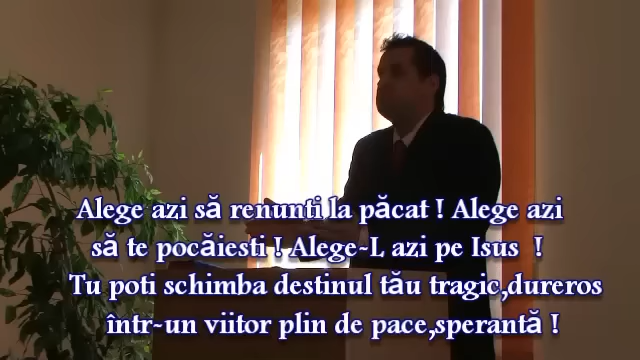 Alege azi să renunti,la păcat ! Alege azi
să te pocăiesti ! Alege-L azi pe Isus !
Tu poti schimba destinul tău tragic,dureros
într-un viitor plin de pace,sperantă !